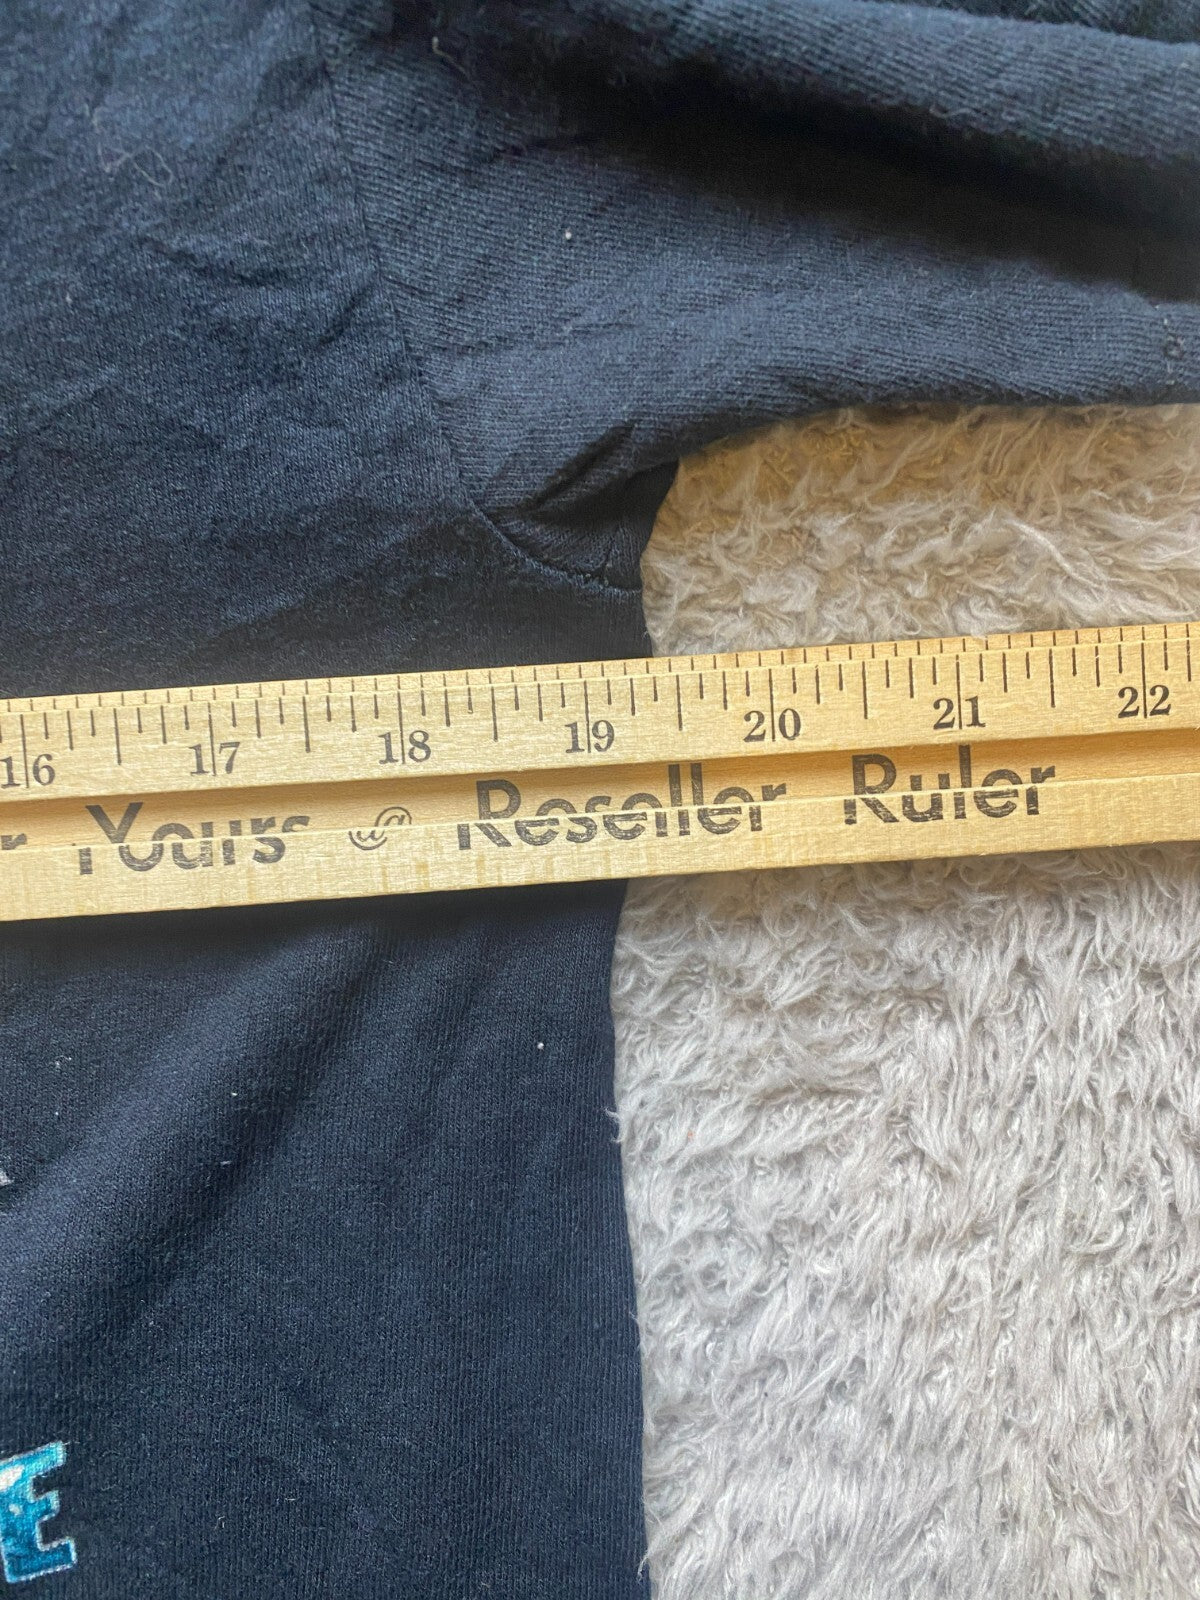 16 17 18 19 20 21 22
r Yours @ Reseller Ruler
E